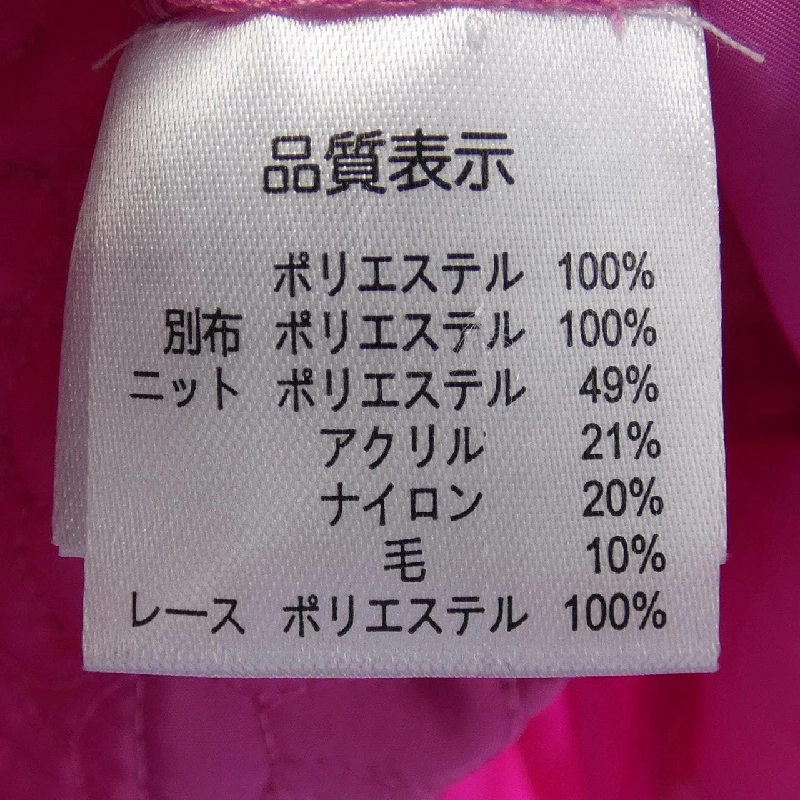 品質表示
ポリエステル 100%
別布 ポリエステル 100%
ニット ポリエステル 49%
アクリル 21%
ナイロン 20%
毛 10%
レース ポリエステル 100%